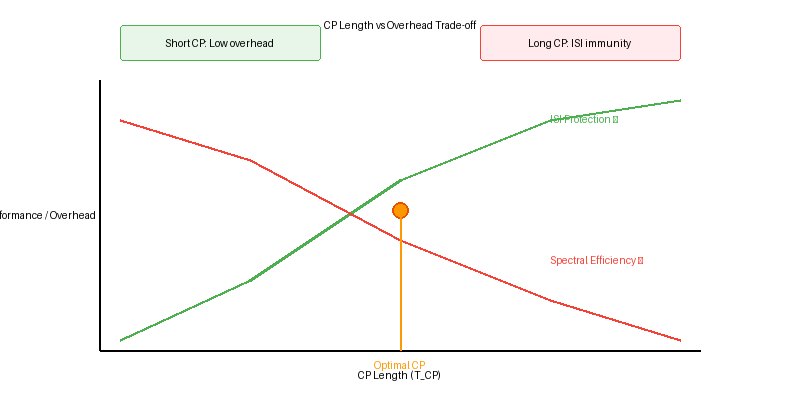 CP Length vs Overhead Trade-off
Short CP: Low overhead
Long CP: ISI immunity
ISI Protection
formance / Overhead
Spectral Efficiency
Optimal CP
CP Length (T_CP)